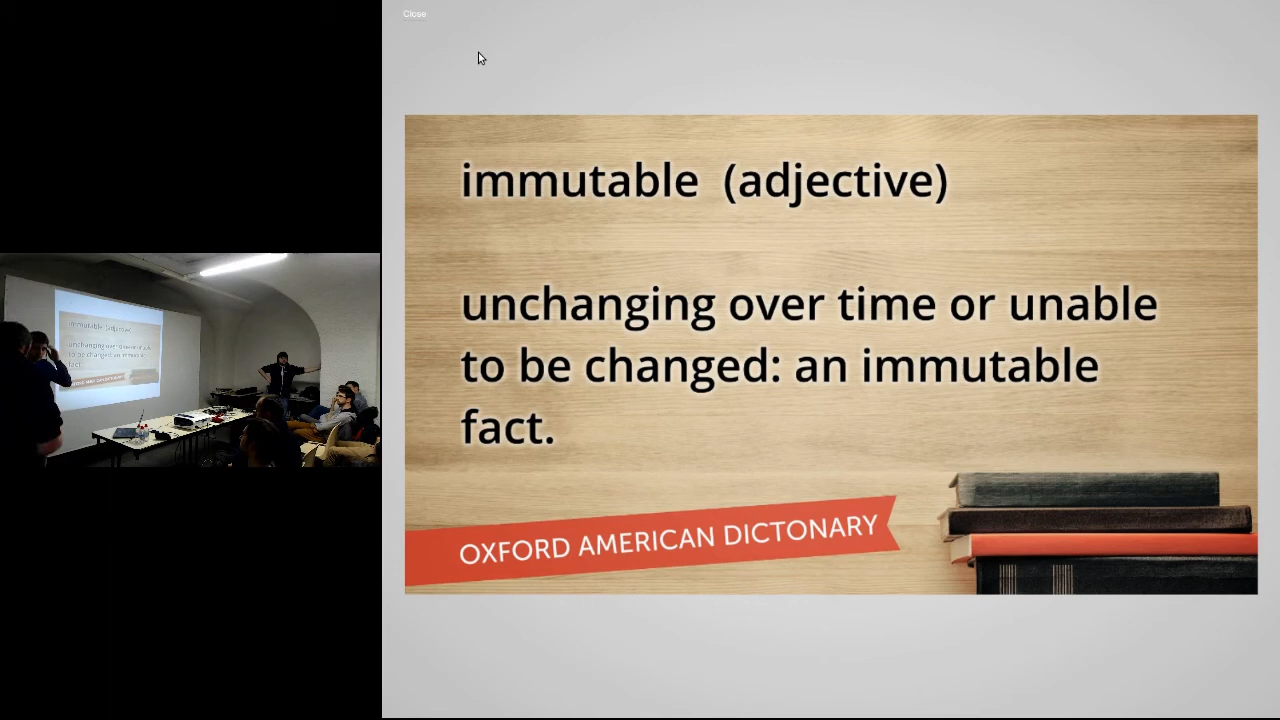 Close
immutable (adjective)
unchanging over time or unable
to be changed: an immutable
fact.
OXFORD AMERICAN DICTONARY